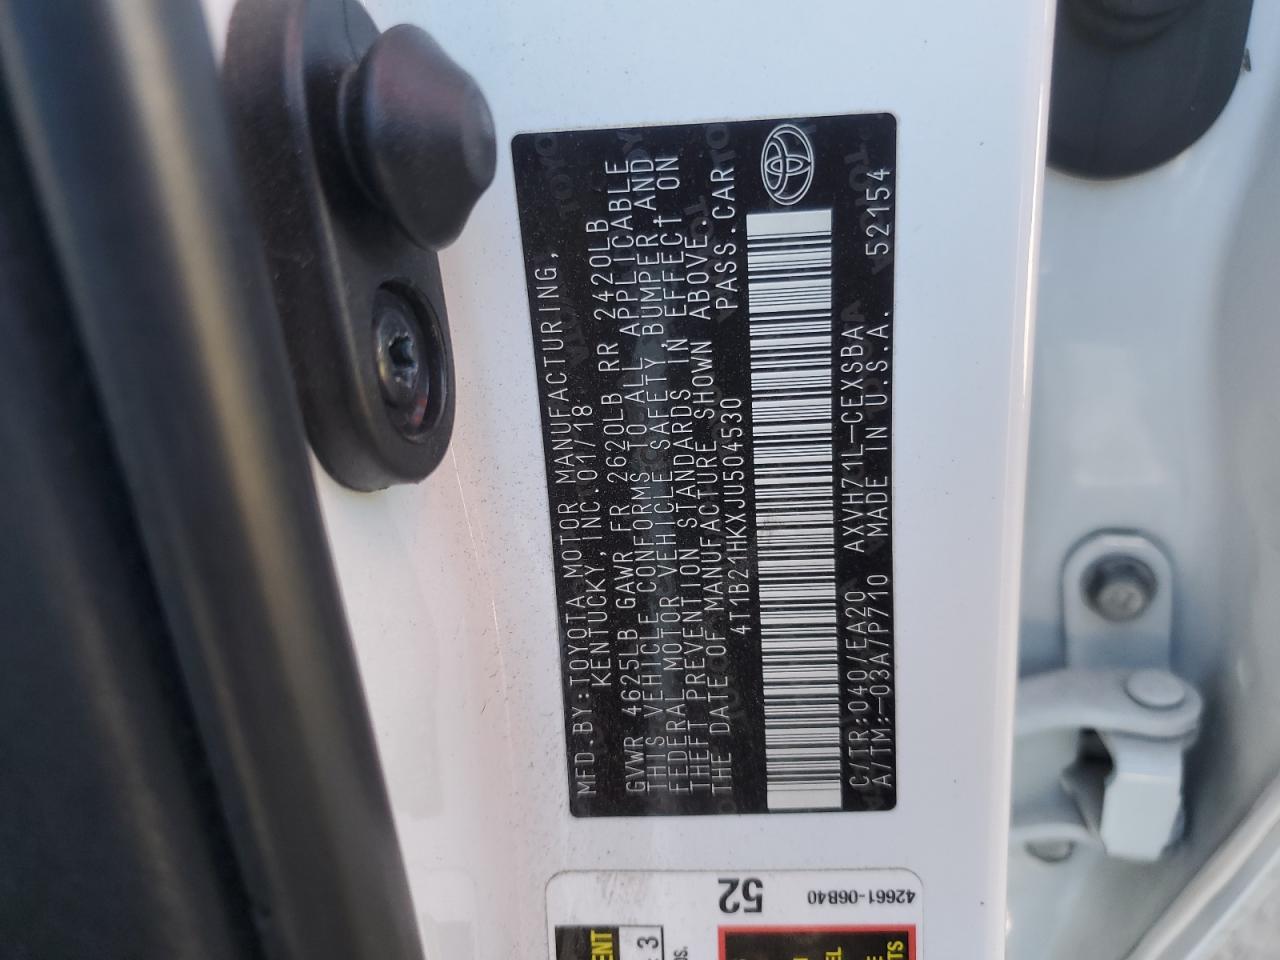 MFD.BY:TOYOTA MOTOR MANUFACTURING,
KENTUCKY,INC. 01/18
GVWR 4625LB GAWR FR 2620LB RR 2420LB
THIS VEHICLE CONFORMS TO ALL APPLICABLE
FEDERAL MOTOR VEHICLE SAFETY,BUMPER,AND
THEFT PREVENTION STANDARDS IN EFFECT ON
THE DATE OF MANUFACTURE SHOWN ABOVE.
4T1B21HKXJU504530 PASS.CAR
C/TR:040/EA20 AXVH71L-CEXSBA 52154
A/TM:-03A/P710 MADE IN U.S.A.
52
42661-06B40
3